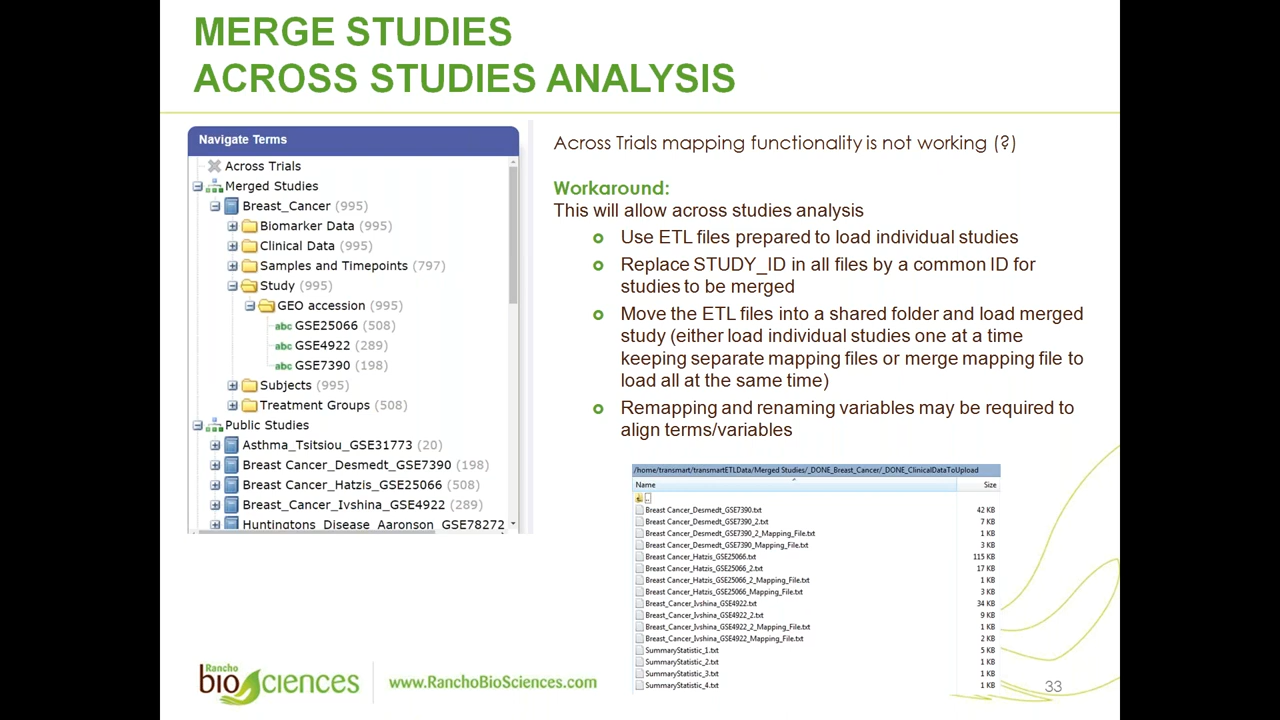 MERGE STUDIES
ACROSS STUDIES ANALYSIS
Navigate Terms
Across Trials
Merged Studies
Breast_Cancer (995)
Biomarker Data (995)
Clinical Data (995)
Samples and Timepoints (797)
Study (995)
GEO accession (995)
abc GSE25066 (508)
abc GSE4922 (289)
abc GSE7390 (198)
Subjects (995)
Treatment Groups (508)
Public Studies
Asthma_Tsitsiou_GSE31773 (20)
Breast Cancer_Desmedt_GSE7390 (198)
Breast Cancer_Hatzis_GSE25066 (508)
Breast_Cancer_Ivshina_GSE4922 (289)
Huntingtons_Disease_Aaronson_GSE78272
Across Trials mapping functionality is not working (?)
Workaround:
This will allow across studies analysis
Use ETL files prepared to load individual studies
Replace STUDY_ID in all files by a common ID for
studies to be merged
Move the ETL files into a shared folder and load merged
study (either load individual studies one at a time
keeping separate mapping files or merge mapping file to
load all at the same time)
Remapping and renaming variables may be required to
align terms/variables
/home/transmart/transmartETLData/Merged Studies/_DONE_Breast_Cancer/_DONE_ClinicalDataToUpload
Name Size
..
Breast Cancer_Desmedt_GSE7390.txt 42 KB
Breast Cancer_Desmedt_GSE7390_2.txt 7 KB
Breast Cancer_Desmedt_GSE7390_2_Mapping_File.txt 1 KB
Breast Cancer_Desmedt_GSE7390_Mapping_File.txt 3 KB
Breast Cancer_Hatzis_GSE25066.txt 115 KB
Breast Cancer_Hatzis_GSE25066_2.txt 17 KB
Breast Cancer_Hatzis_GSE25066_2_Mapping_File.txt 1 KB
Breast Cancer_Hatzis_GSE25066_Mapping_File.txt 3 KB
Breast_Cancer_Ivshina_GSE4922.txt 34 KB
Breast_Cancer_Ivshina_GSE4922_2.txt 9 KB
Breast_Cancer_Ivshina_GSE4922_2_Mapping_File.txt 1 KB
Breast_Cancer_Ivshina_GSE4922_Mapping_File.txt 2 KB
SummaryStatistic_1.txt 5 KB
SummaryStatistic_2.txt 1 KB
SummaryStatistic_3.txt 1 KB
SummaryStatistic_4.txt 1 KB
Rancho
bioSciences
www.RanchoBioSciences.com
33